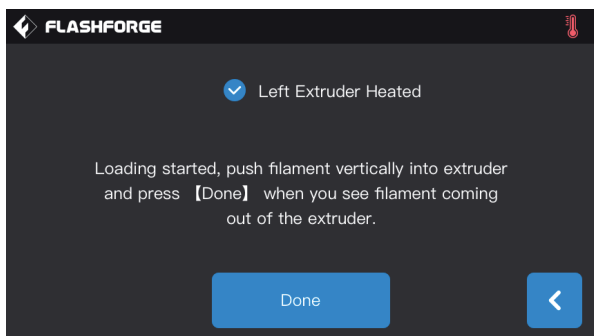 FLASHFORGE
Left Extruder Heated
Loading started, push filament vertically into extruder
and press 【Done】 when you see filament coming
out of the extruder.
Done